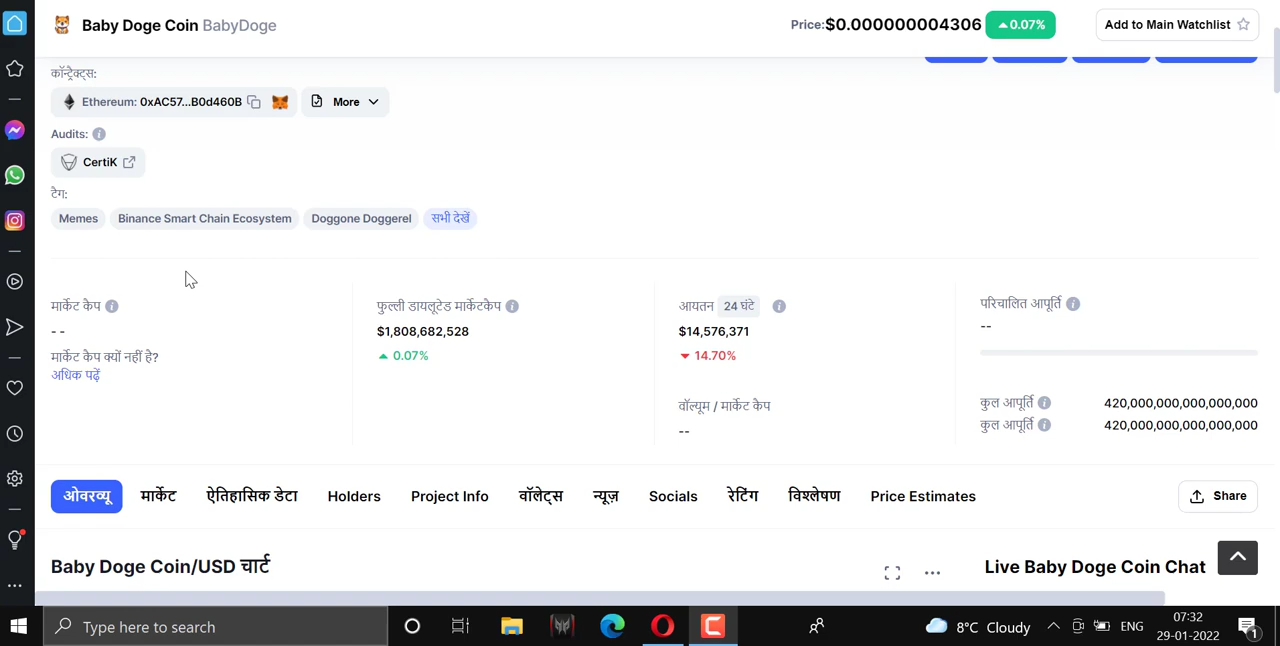 Baby Doge Coin BabyDoge
Price:$0.000000004306 0.07%
Add to Main Watchlist
कॉन्ट्रैक्ट्स:
Ethereum: 0xAC57...B0d460B
More
Audits:
CertiK
टैग:
Memes Binance Smart Chain Ecosystem Doggone Doggerel सभी देखें
मार्केट कैप
- -
मार्केट कैप क्यों नहीं है?
अधिक पढ़ें
फुल्ली डायलूटेड मार्केटकैप
$1,808,682,528
0.07%
आयतन 24 घंटे
$14,576,371
14.70%
वॉल्यूम / मार्केट कैप
--
परिचालित आपूर्ति
--
कुल आपूर्ति 420,000,000,000,000,000
कुल आपूर्ति 420,000,000,000,000,000
ओवरव्यू मार्केट ऐतिहासिक डेटा Holders Project Info वॉलेट्स न्यूज़ Socials रेटिंग विश्लेषण Price Estimates Share
Baby Doge Coin/USD चार्ट
Live Baby Doge Coin Chat
Type here to search
8°C Cloudy
ENG
07:32
29-01-2022
1